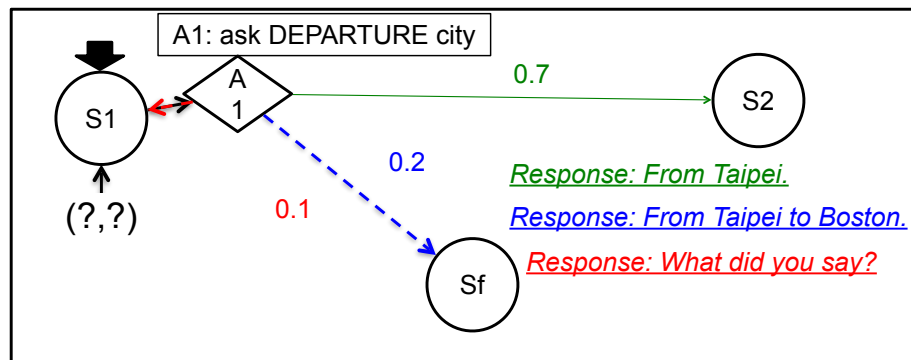 A1: ask DEPARTURE city
A
1
0.7
S1
S2
0.2
Response: From Taipei.
0.1
(?,?)
Response: From Taipei to Boston.
Response: What did you say?
Sf